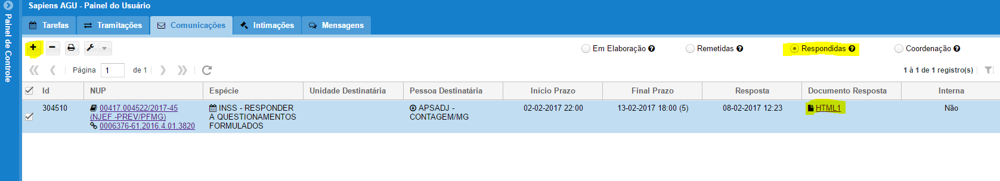 Sapiens AGU - Painel do Usuário
Painel de Controle
Tarefas Tramitações Comunicações Intimações Mensagens
Em Elaboração Remetidas Respondidas Coordenação
Página 1 de 1 1 à 1 de 1 registro(s)
Id NUP Espécie Unidade Destinatária Pessoa Destinatária Início Prazo Final Prazo Resposta Documento Resposta Interna
304510 00417.004522/2017-45 INSS - RESPONDER APSADJ - 02-02-2017 22:00 13-02-2017 18:00 (5) 08-02-2017 12:23 HTML1 Não
(NJEF -PREV/PFMG) A QUESTIONAMENTOS CONTAGEM/MG
0006376-61.2016.4.01.3820 FORMULADOS